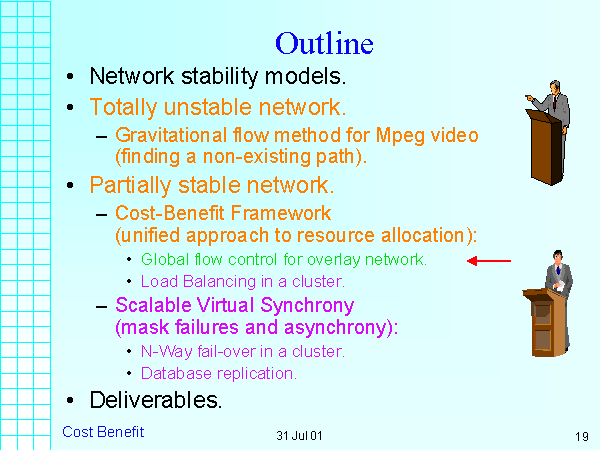 Outline
• Network stability models.
• Totally unstable network.
– Gravitational flow method for Mpeg video
(finding a non-existing path).
• Partially stable network.
– Cost-Benefit Framework
(unified approach to resource allocation):
• Global flow control for overlay network.
• Load Balancing in a cluster.
– Scalable Virtual Synchrony
(mask failures and asynchrony):
• N-Way fail-over in a cluster.
• Database replication.
• Deliverables.
Cost Benefit
31 Jul 01
19